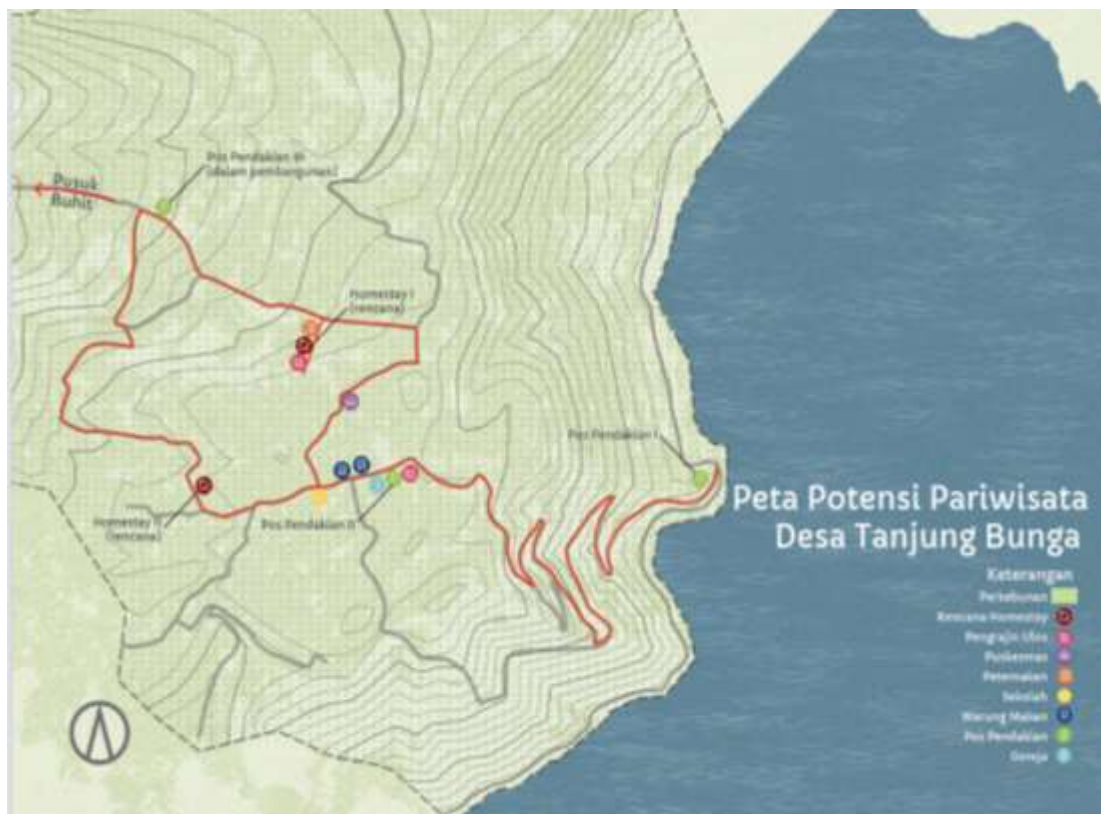 Pos Pendakian III
(dalam pembangunan)
Pusuk
Buhit
Homestay I
(rencana)
Pos Pendakian I
Homestay II
(rencana)
Pos Pendakian II
Peta Potensi Pariwisata
Desa Tanjung Bunga
Keterangan
Perkebunan
Rencana Homestay
Pengrajin Ulos
Puskesmas
Peternakan
Sekolah
Warung Makan
Pos Pendakian
Gereja